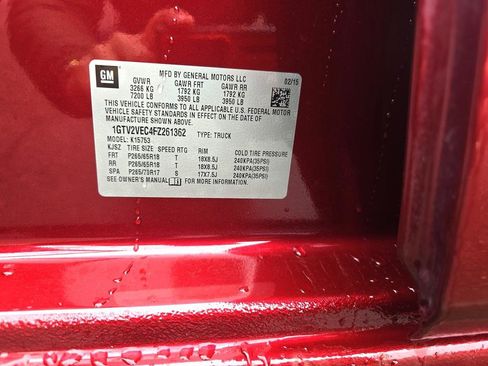 GM
MFD BY GENERAL MOTORS LLC
02/15
GVWR GAWR FRT GAWR RR
3266 KG 1792 KG 1792 KG
7200 LB 3950 LB 3950 LB
THIS VEHICLE CONFORMS TO ALL APPLICABLE U.S. FEDERAL MOTOR
VEHICLE SAFETY STANDARDS IN EFFECT ON THE DATE OF
MANUFACTURE SHOWN ABOVE.
1GTV2VEC4FZ261362 TYPE: TRUCK
MODEL: K15753
KJSZ TIRE SIZE SPEED RTG RIM COLD TIRE PRESSURE
FRT P265/65R18 T 18X8.5J 240KPA(35PSI)
RR P265/65R18 T 18X8.5J 240KPA(35PSI)
SPA P265/70R17 T 17X7.5J 240KPA(35PSI)
SEE OWNER'S MANUAL FOR MORE INFORMATION.